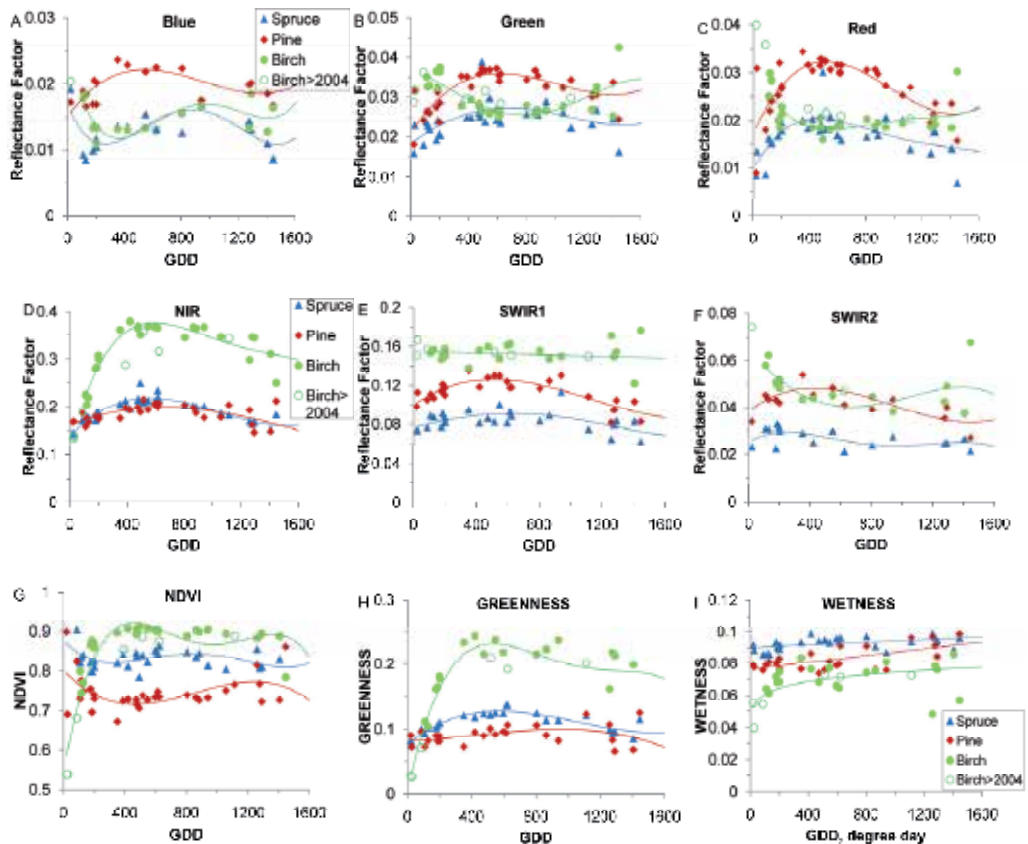 A
Blue
Reflectance Factor
0.03
0.02
0.01
0
0
400
800
1200
1600
GDD
Spruce
Pine
Birch
Birch>2004
B
Green
Reflectance Factor
0.05
0.04
0.03
0.02
0.01
0
0
400
800
1200
1600
GDD
C
Red
Reflectance Factor
0.04
0.03
0.02
0.01
0
0
400
800
1200
1600
GDD
D
NIR
Reflectance Factor
0.4
0.3
0.2
0.1
0
0
400
800
1200
1600
GDD
Spruce
Pine
Birch
Birch>
2004
E
SWIR1
Reflectance Factor
0.2
0.16
0.12
0.08
0.04
0
0
400
800
1200
1600
GDD
F
SWIR2
Reflectance Factor
0.08
0.06
0.04
0.02
0
0
400
800
1200
1600
GDD
G
NDVI
NDVI
1
0.9
0.8
0.7
0.6
0.5
0
400
800
1200
1600
GDD
H
GREENNESS
GREENNESS
0.3
0.2
0.1
0
0
400
800
1200
1600
GDD
I
WETNESS
WETNESS
0.12
0.1
0.08
0.06
0.04
0.02
0.00
0
400
800
1200
1600
GDD, degree day
Spruce
Pine
Birch
Birch>2004